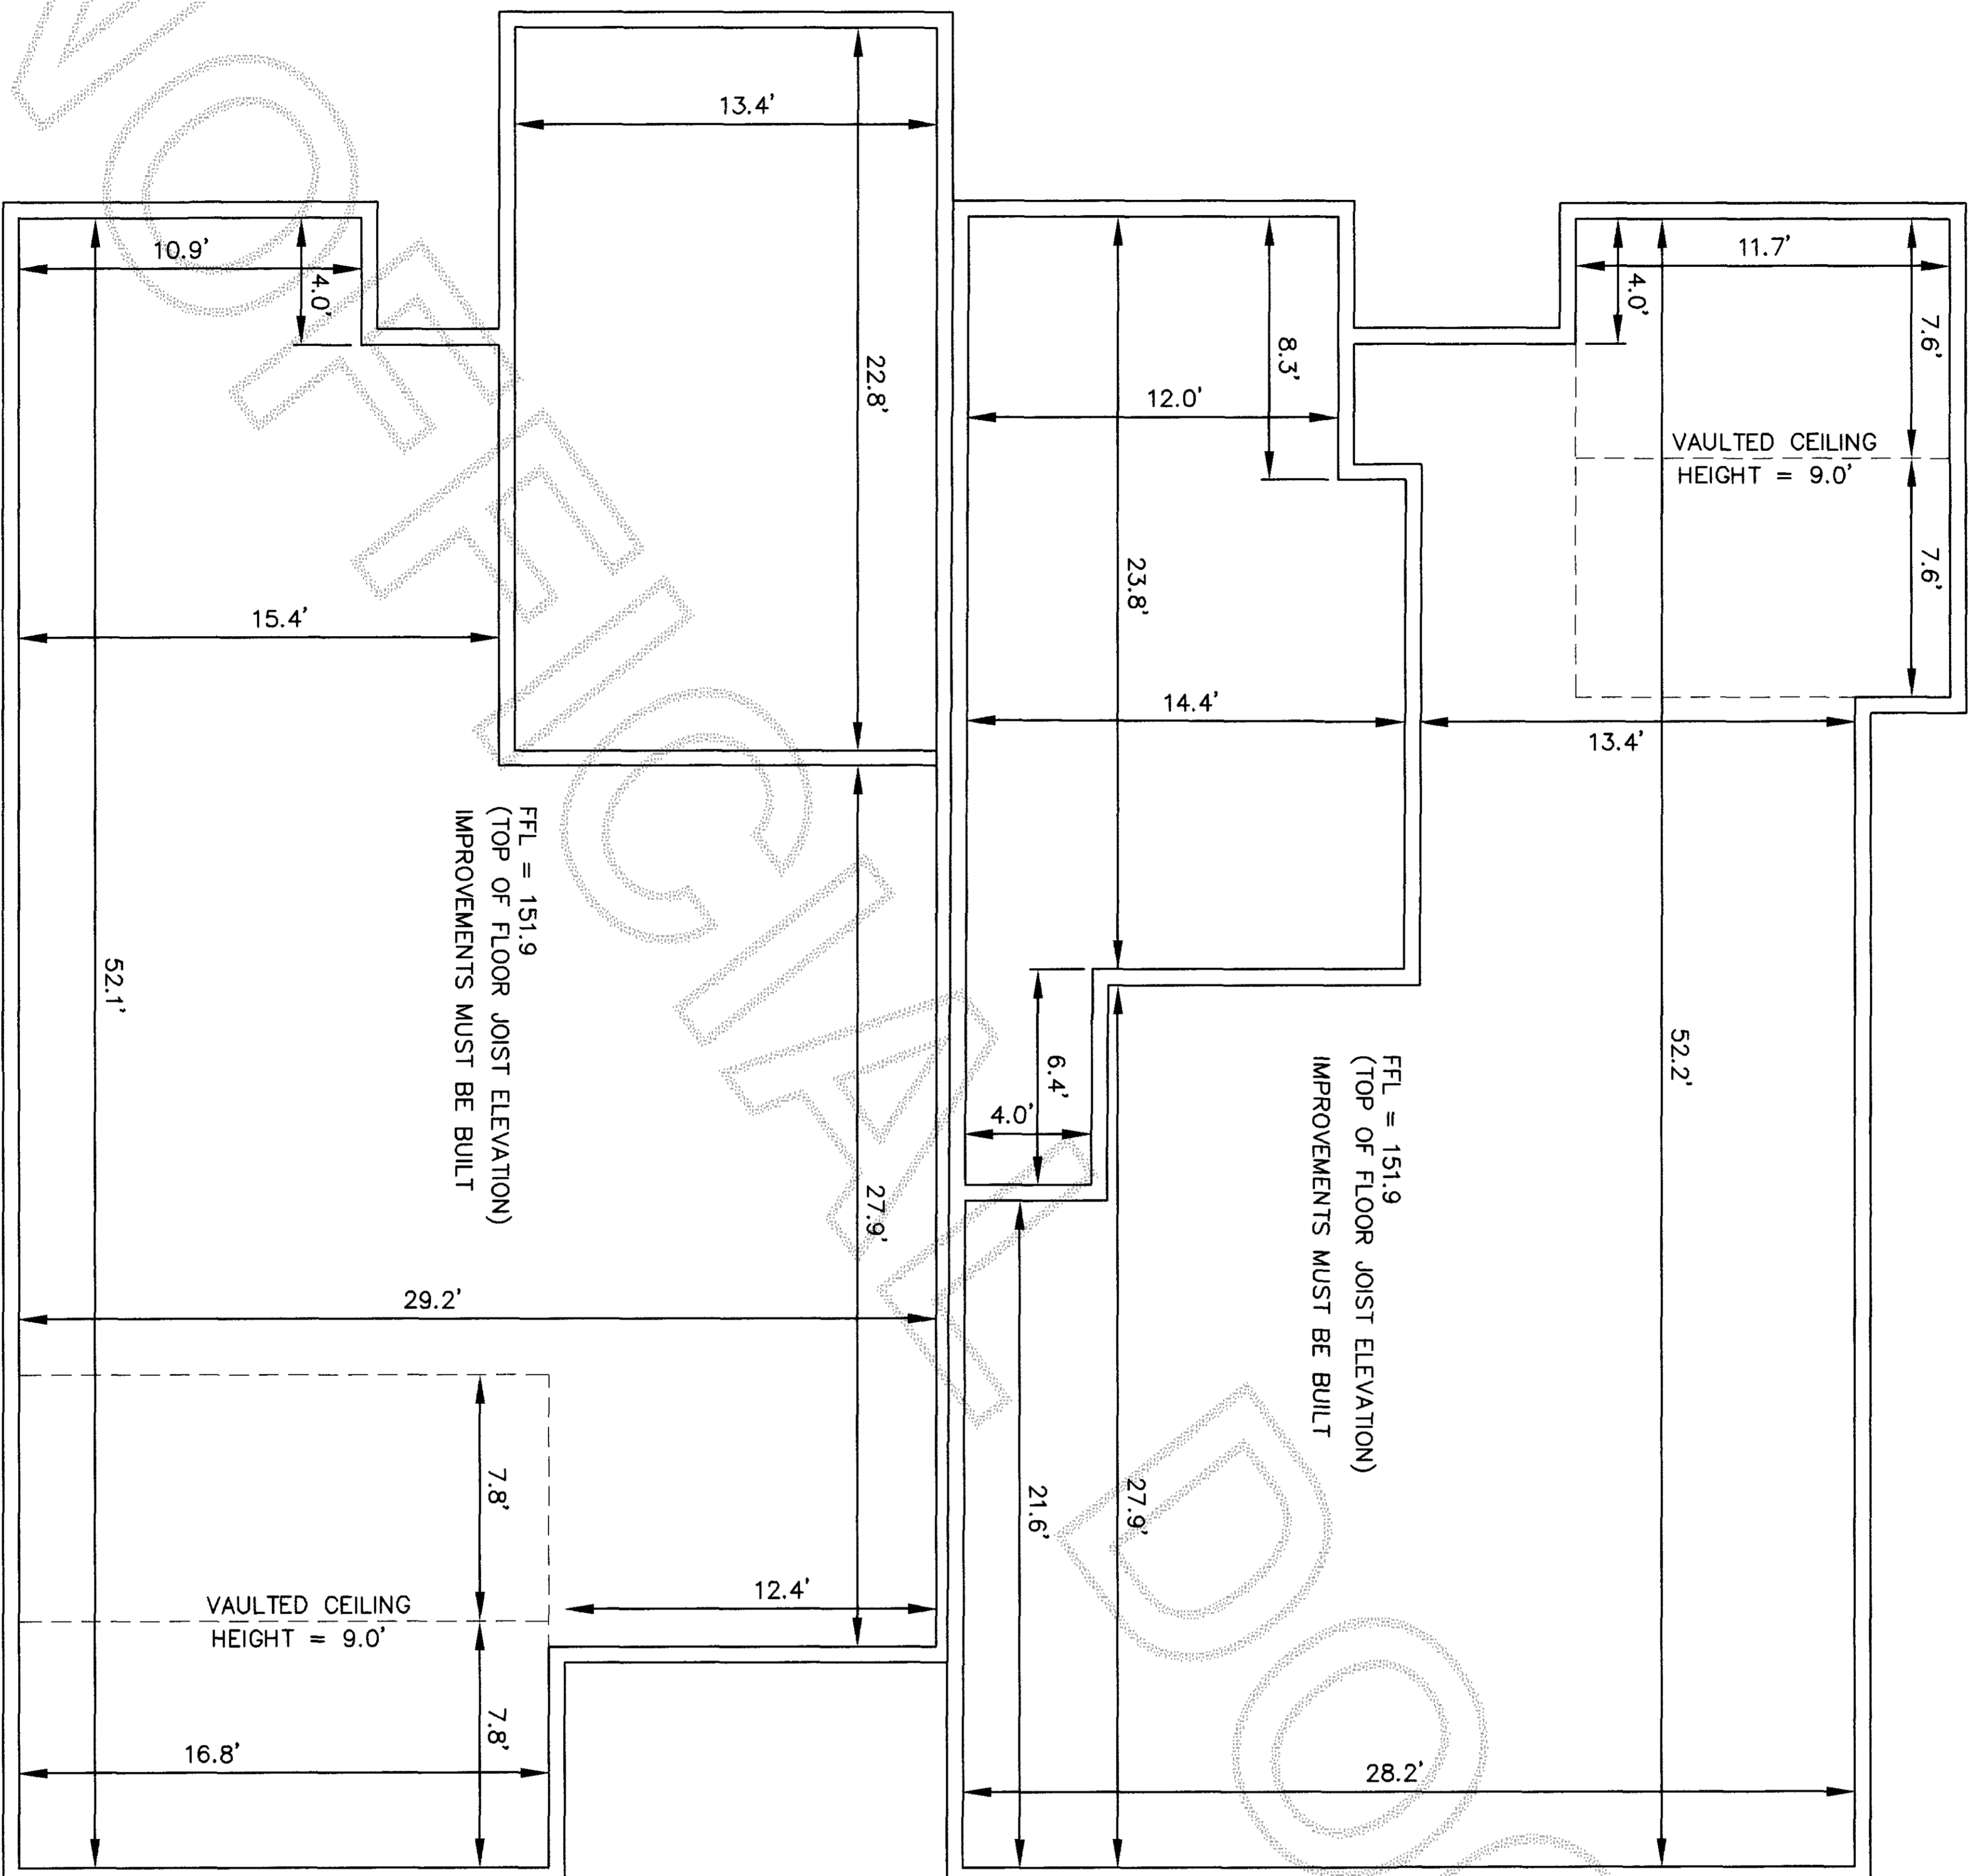 13.4'
10.9'
4.0'
22.8'
8.3'
12.0'
11.7'
4.0'
7.6'
VAULTED CEILING
HEIGHT = 9.0'
7.6'
15.4'
23.8'
14.4'
13.4'
FFL = 151.9
(TOP OF FLOOR JOIST ELEVATION)
IMPROVEMENTS MUST BE BUILT
52.1'
27.9'
29.2'
6.4'
4.0'
FFL = 151.9
(TOP OF FLOOR JOIST ELEVATION)
IMPROVEMENTS MUST BE BUILT
52.2'
21.6'
27.9'
7.8'
VAULTED CEILING
HEIGHT = 9.0'
12.4'
7.8'
16.8'
28.2'